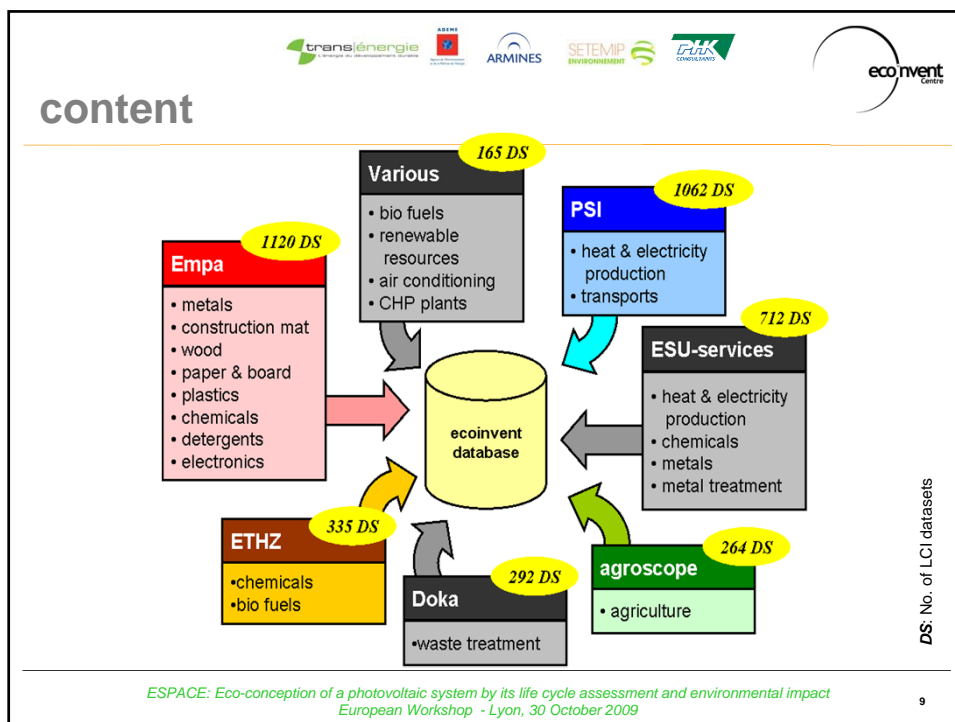 trans|énergie
L'énergie du développement durable
ADEME
ARMINES
SETEMIP
ENVIRONNEMENT
PHK
CONSULTANTS
ecoinvent
Centre
content
165 DS
Various
• bio fuels
• renewable
resources
• air conditioning
• CHP plants
1062 DS
PSI
• heat & electricity
production
• transports
1120 DS
Empa
• metals
• construction mat
• wood
• paper & board
• plastics
• chemicals
• detergents
• electronics
712 DS
ESU-services
• heat & electricity
production
• chemicals
• metals
• metal treatment
ecoinvent
database
335 DS
ETHZ
•chemicals
•bio fuels
292 DS
Doka
•waste treatment
264 DS
agroscope
• agriculture
DS: No. of LCI datasets
ESPACE: Eco-conception of a photovoltaic system by its life cycle assessment and environmental impact
European Workshop - Lyon, 30 October 2009
9